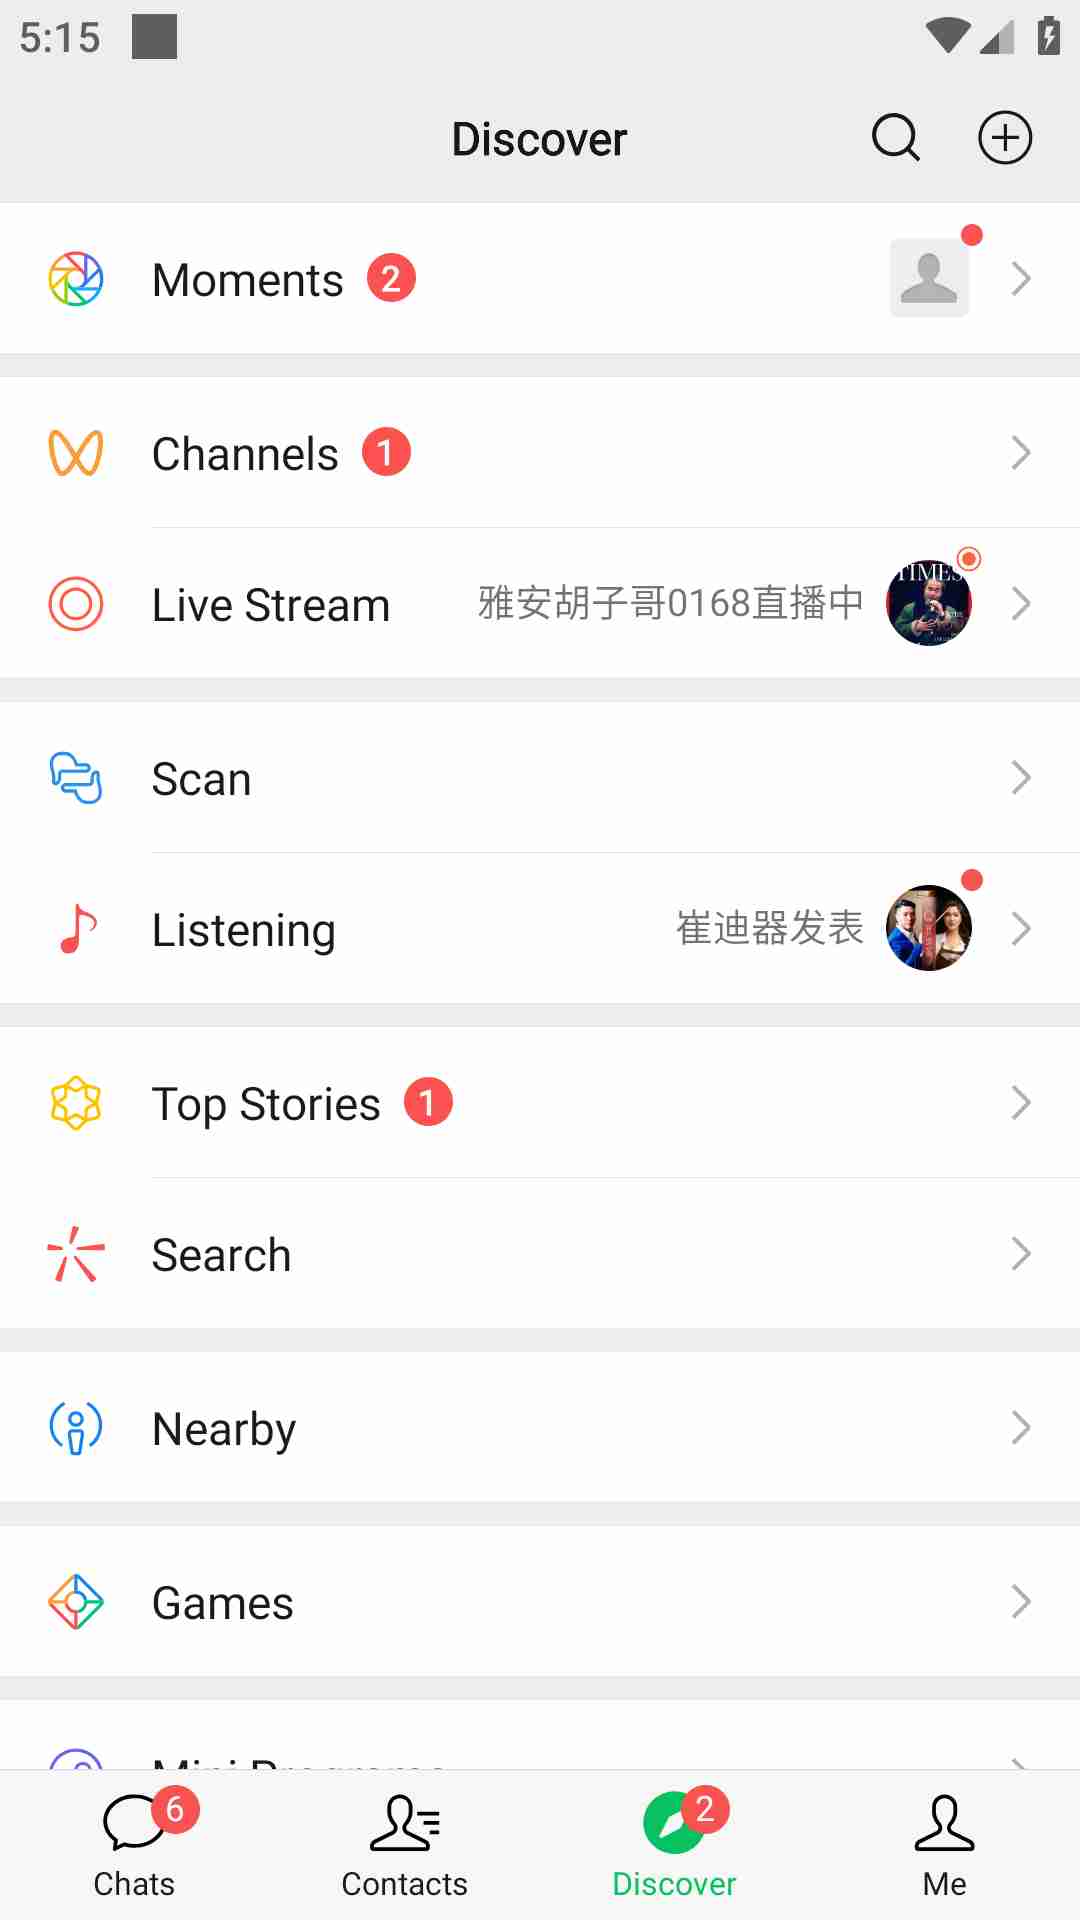 5:15
Discover
Moments 2
Channels 1
Live Stream 雅安胡子哥0168直播中
TIMES
Scan
Listening 崔迪器发表
Top Stories 1
Search
Nearby
Games
Mini Programs
6 2
Chats Contacts Discover Me